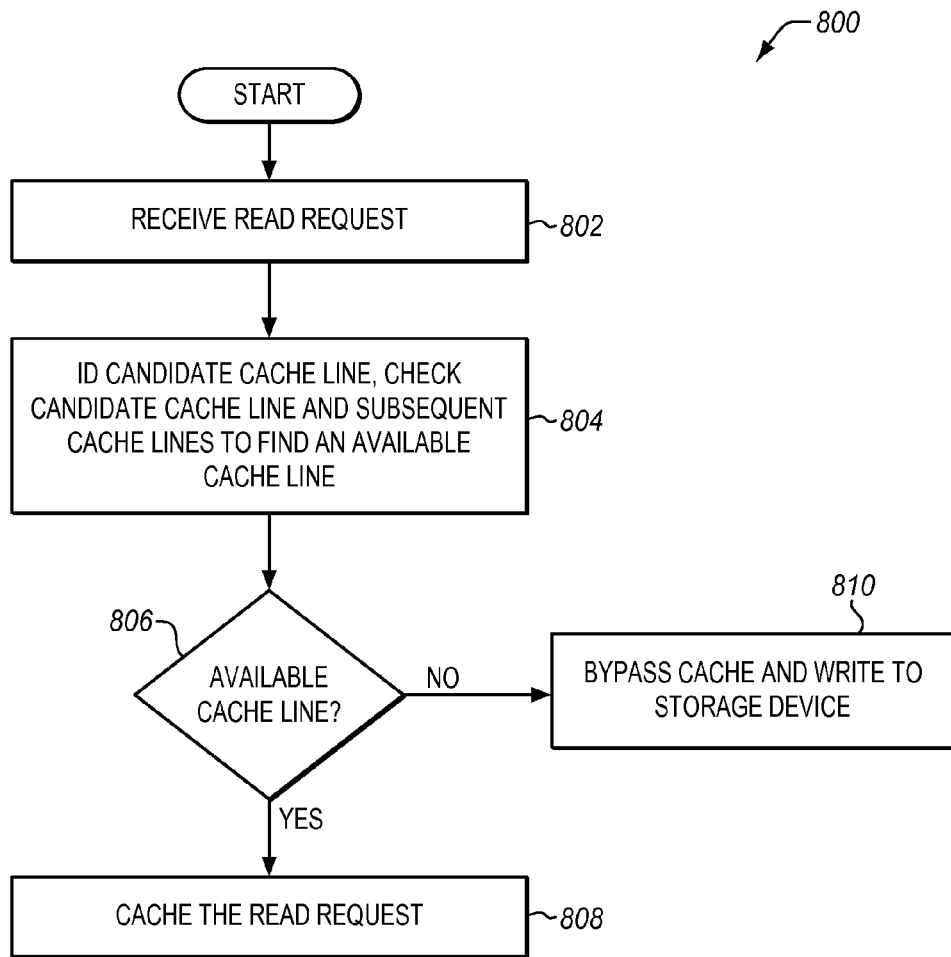 800
START
RECEIVE READ REQUEST
802
ID CANDIDATE CACHE LINE, CHECK
CANDIDATE CACHE LINE AND SUBSEQUENT
CACHE LINES TO FIND AN AVAILABLE
CACHE LINE
804
806
AVAILABLE
CACHE LINE?
NO
810
BYPASS CACHE AND WRITE TO
STORAGE DEVICE
YES
CACHE THE READ REQUEST
808